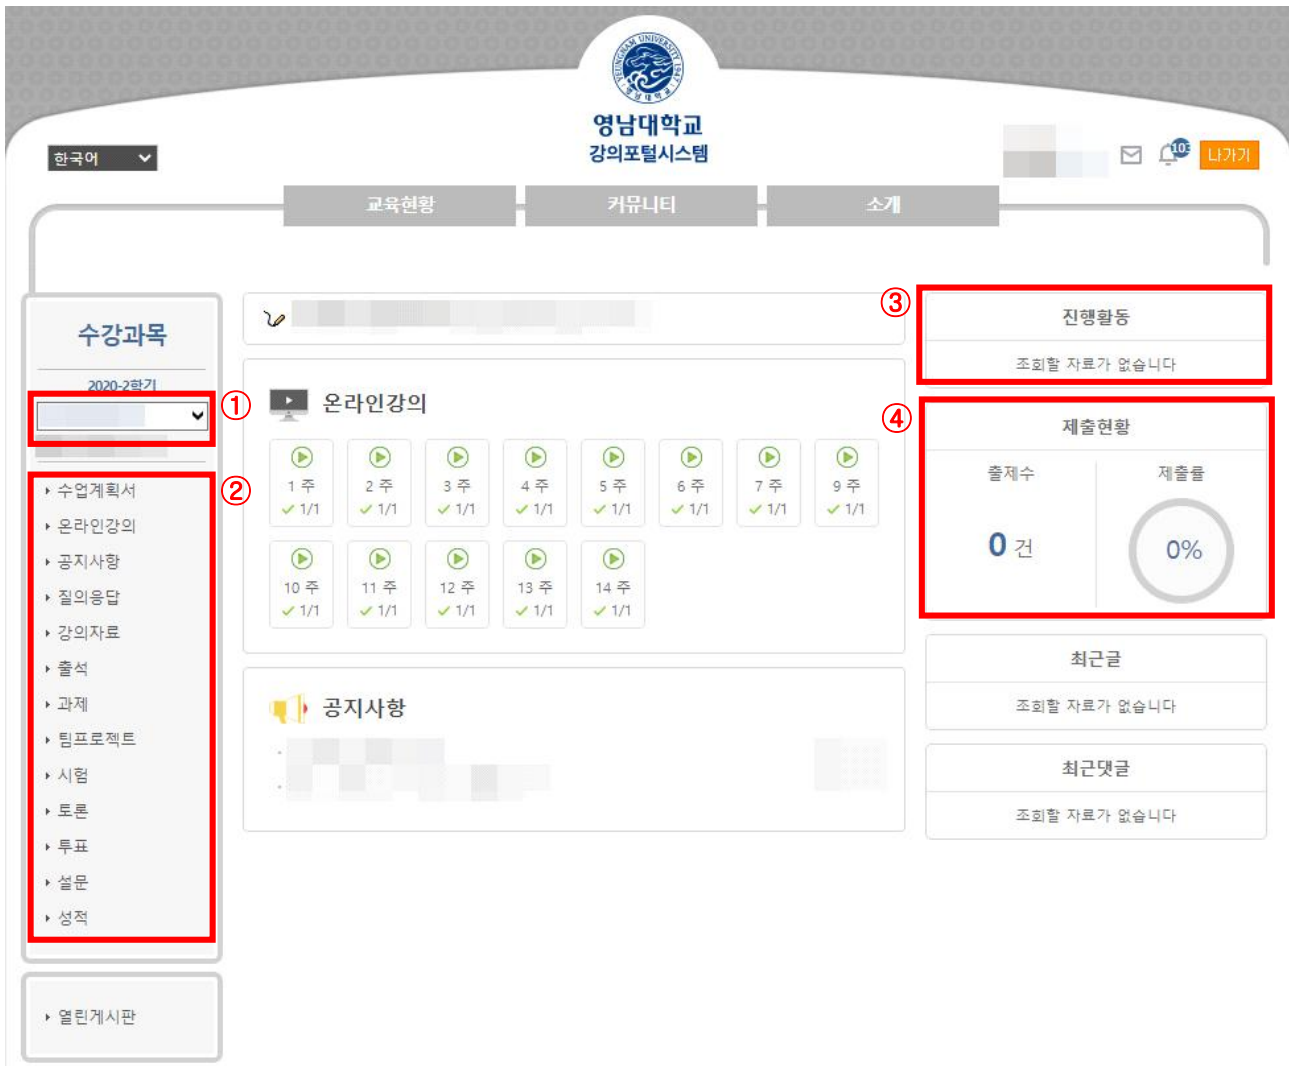 YEUNGNAM UNIVERSITY 1947
영남대학교
영남대학교
강의포털시스템
한국어
나가기
교육현황 커뮤니티 소개
수강과목
2020-2학기
①
②
수업계획서
온라인강의
공지사항
질의응답
강의자료
출석
과제
팀프로젝트
시험
토론
투표
설문
성적
열린게시판
온라인강의
1 주 2 주 3 주 4 주 5 주 6 주 7 주 9 주
1/1 1/1 1/1 1/1 1/1 1/1 1/1 1/1
10 주 11 주 12 주 13 주 14 주
1/1 1/1 1/1 1/1 1/1
공지사항
③
진행활동
조회할 자료가 없습니다
④
제출현황
출제수 제출률
0 건 0%
최근글
조회할 자료가 없습니다
최근댓글
조회할 자료가 없습니다